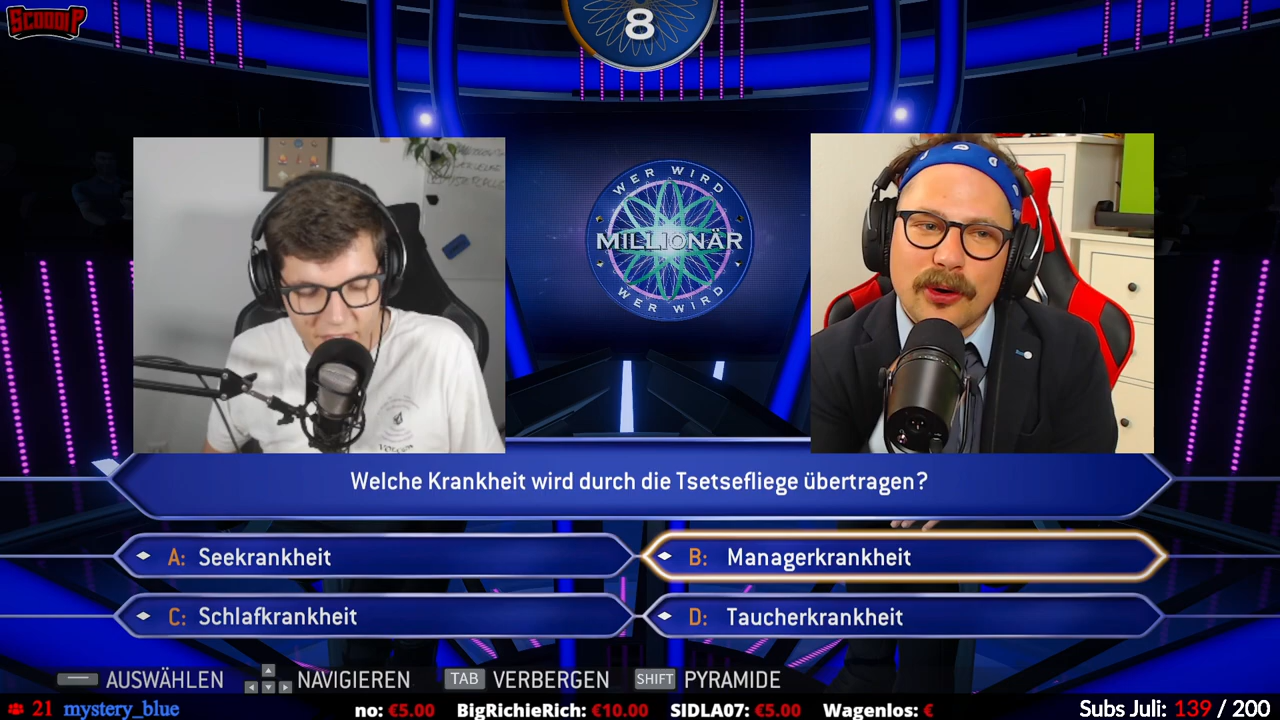 SCOODIP
8
WER WIRD
MILLIONÄR
WER WIRD
Welche Krankheit wird durch die Tsetsefliege übertragen?
A: Seekrankheit
B: Managerkrankheit
C: Schlafkrankheit
D: Taucherkrankheit
AUSWÄHLEN NAVIGIEREN TAB VERBERGEN SHIFT PYRAMIDE
21 mystery_blue no: €5.00 BigRichieRich: €10.00 SIDLA07: €5.00 Wagenlos: € Subs Juli: 139 / 200